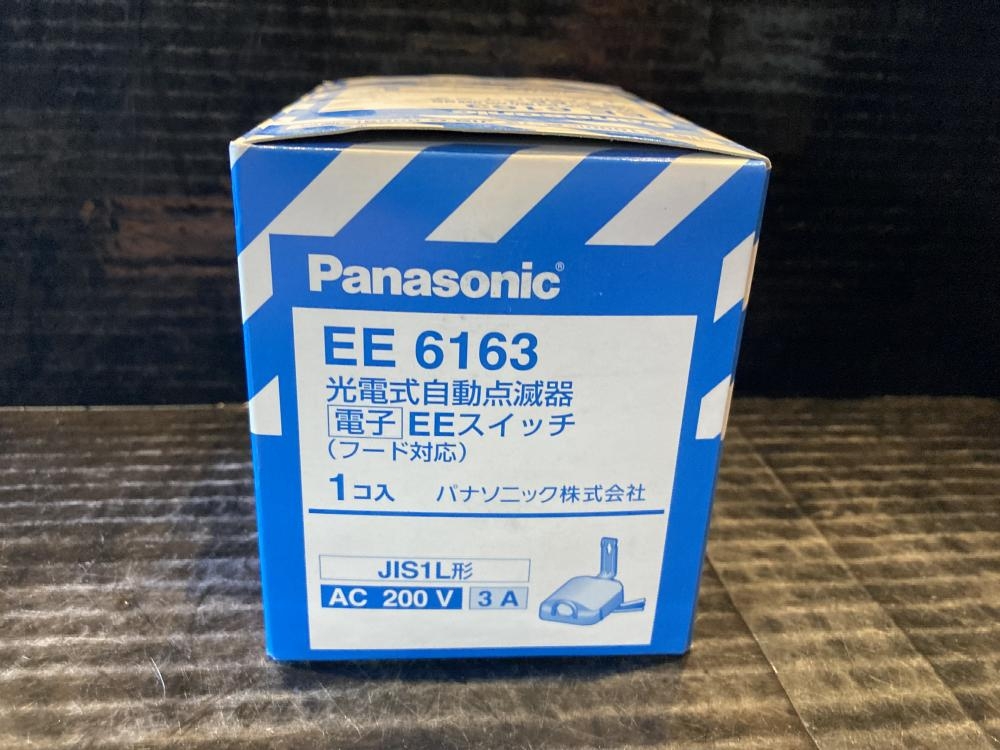 Panasonic®
EE 6163
光電式自動点滅器
電子 EEスイッチ
(フード対応)
1コ入 パナソニック株式会社
JIS1L形
AC 200 V 3 A